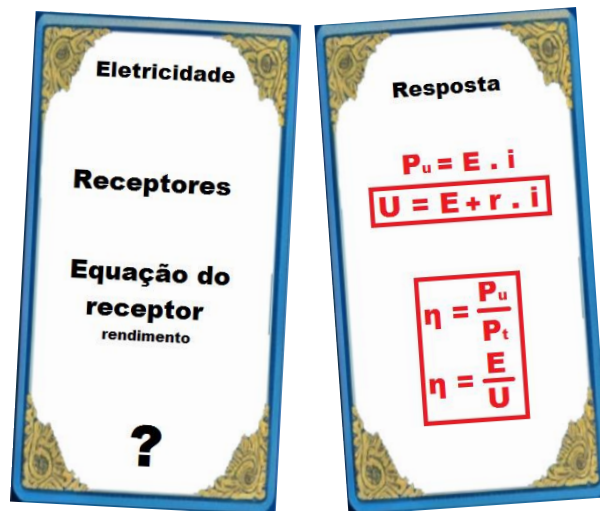 Eletricidade
Receptores
Equação do
receptor
rendimento
?
Resposta
Pu = E . i
U = E + r . i
η = Pu/Pt
η = E/U